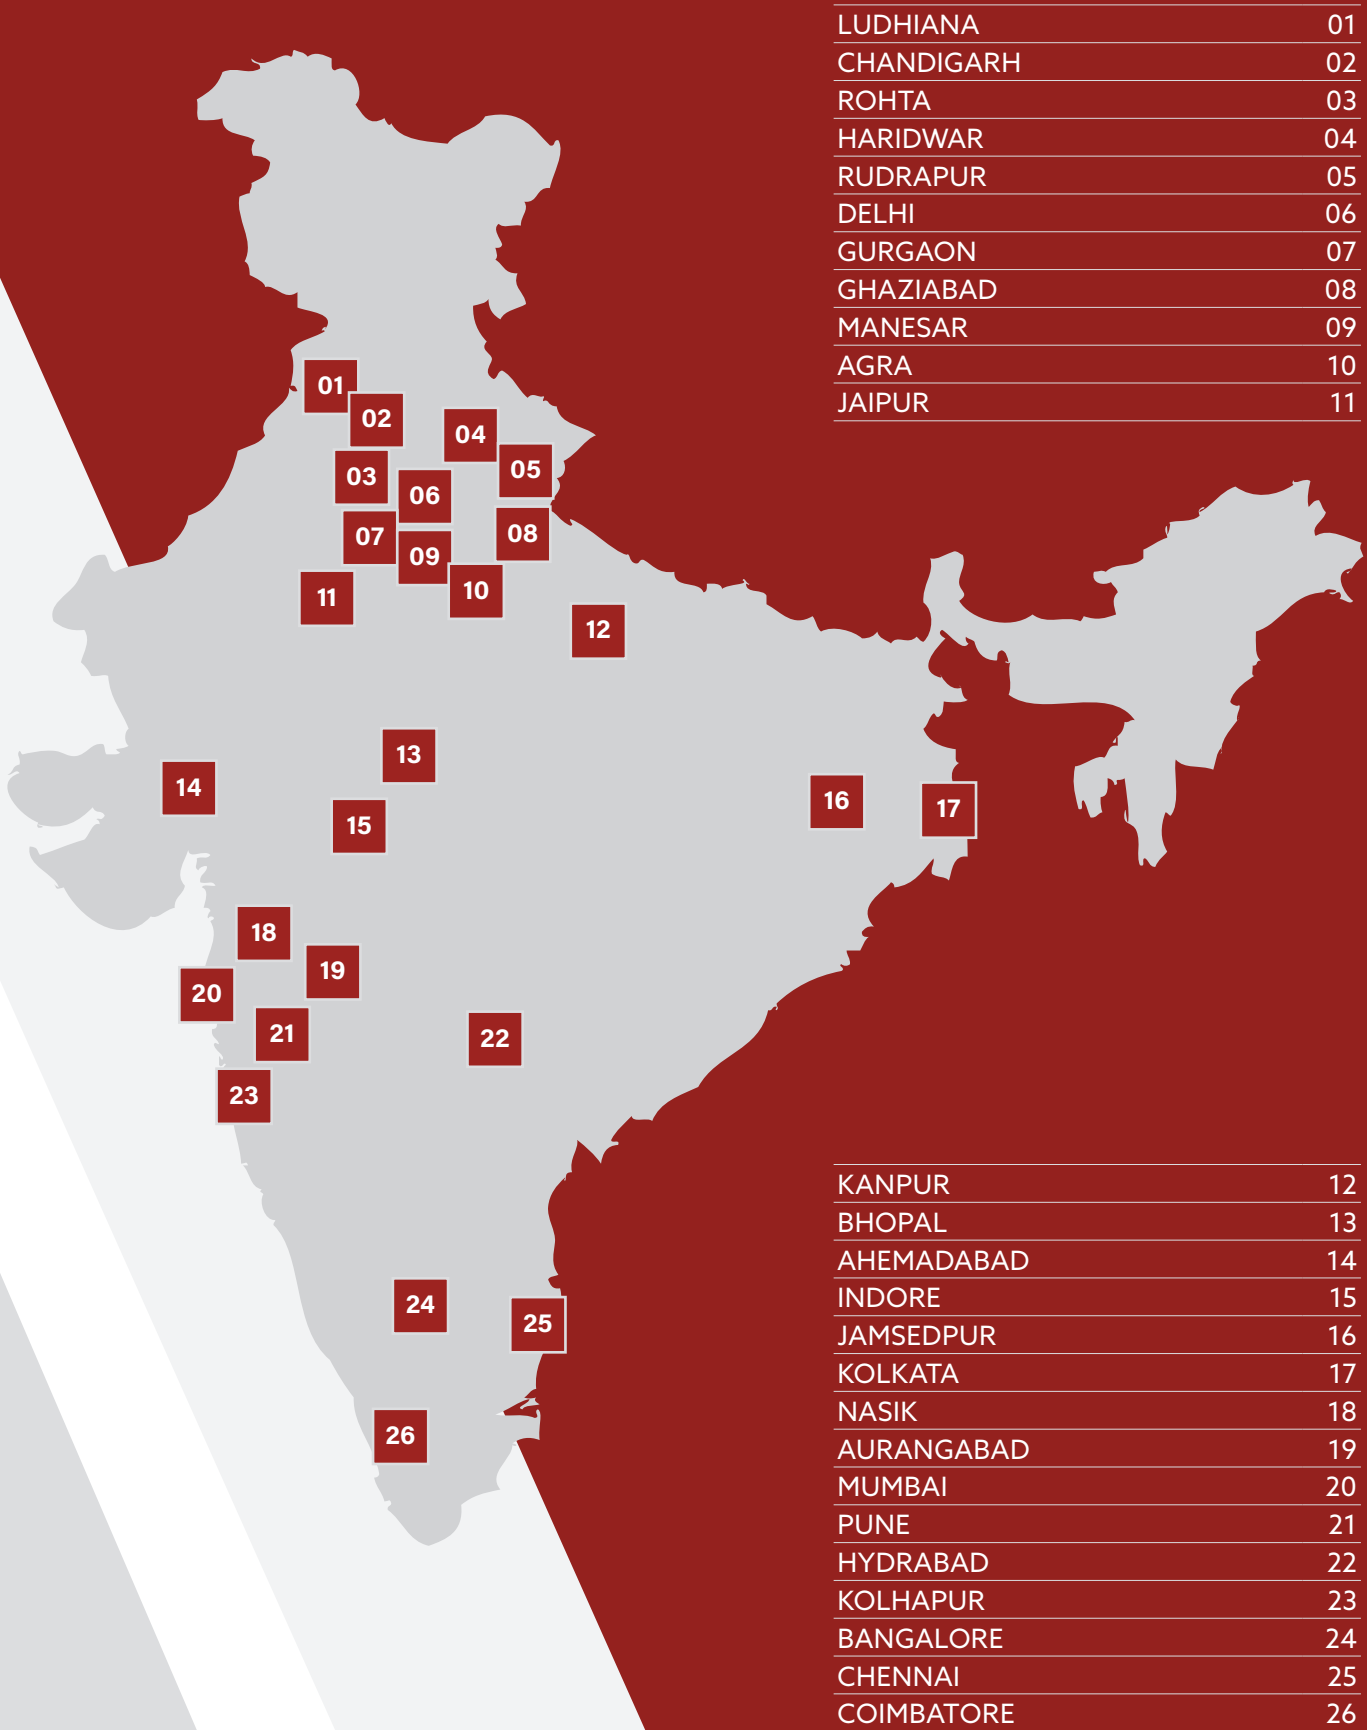 LUDHIANA 01
CHANDIGARH 02
ROHTA 03
HARIDWAR 04
RUDRAPUR 05
DELHI 06
GURGAON 07
GHAZIABAD 08
MANESAR 09
AGRA 10
JAIPUR 11
01
02
04
03
05
06
07
08
09
10
11
12
13
14
15
16
17
18
19
20
21
22
23
24
25
26
KANPUR 12
BHOPAL 13
AHEMADABAD 14
INDORE 15
JAMSEDPUR 16
KOLKATA 17
NASIK 18
AURANGABAD 19
MUMBAI 20
PUNE 21
HYDRABAD 22
KOLHAPUR 23
BANGALORE 24
CHENNAI 25
COIMBATORE 26